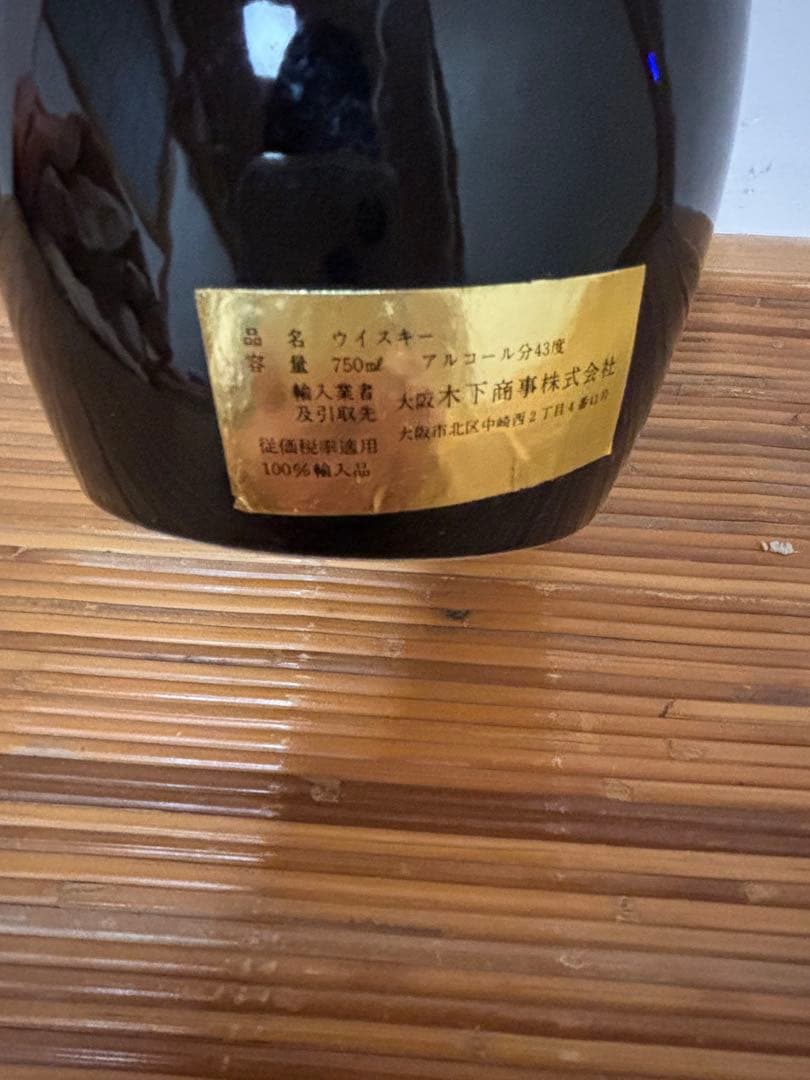 品名 ウイスキー
容量 750ml アルコール分43度
輸入業者 及引取先 大阪木下商事株式会社
大阪市北区中崎西2丁目4番43号
従価税率適用
100%輸入品